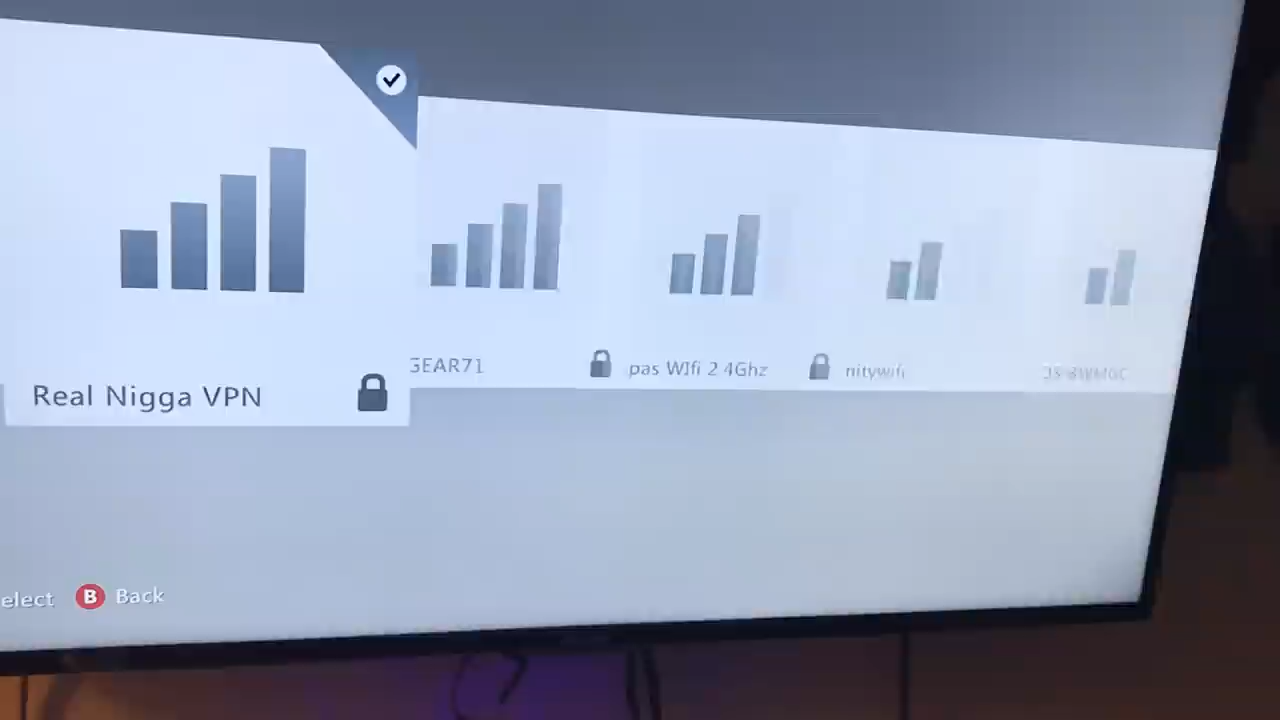 GEAR71
pas WIfi 2.4Ghz
nitywifi
Real Nigga VPN
elect B Back